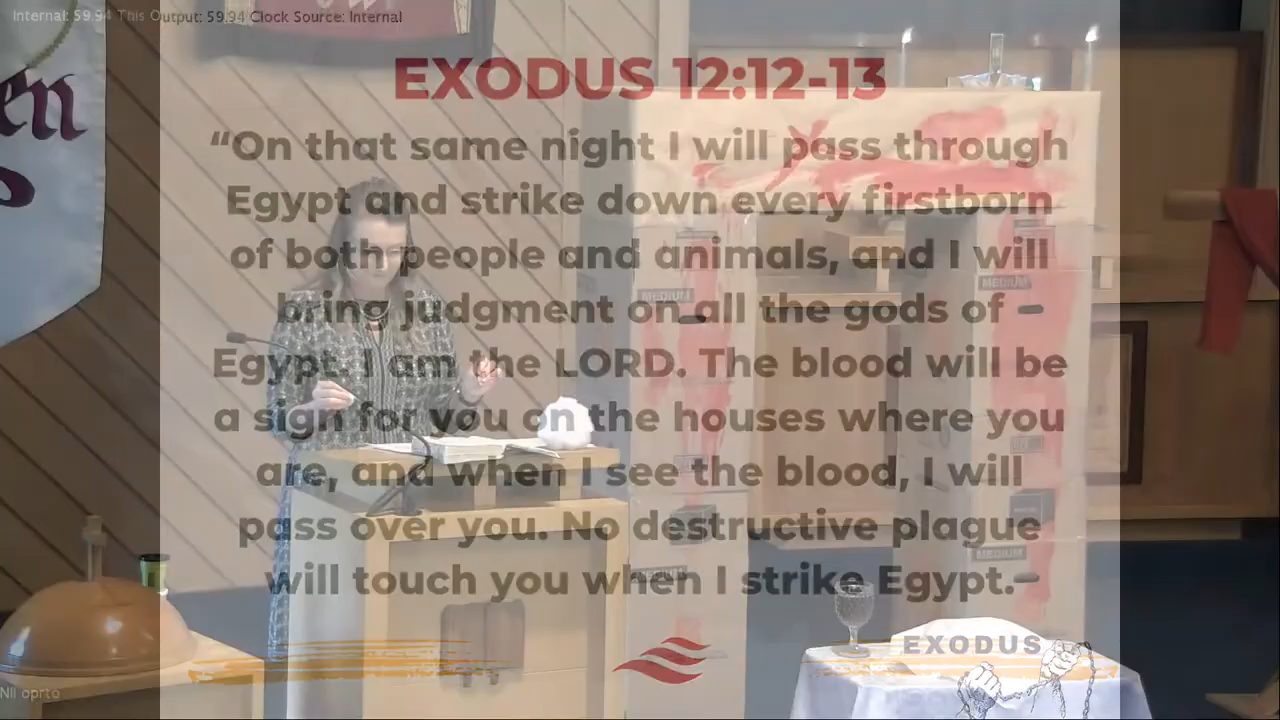 Internal: 59.94 This Output: 59.94 Clock Source: Internal
en
EXODUS 12:12-13
“On that same night I will pass through
Egypt and strike down every firstborn
of both people and animals, and I will
bring judgment on all the gods of
Egypt. I am the LORD. The blood will be
a sign for you on the houses where you
are, and when I see the blood, I will
pass over you. No destructive plague
will touch you when I strike Egypt.
MEDIUM
MEDIUM
MEDIUM
EXODUS